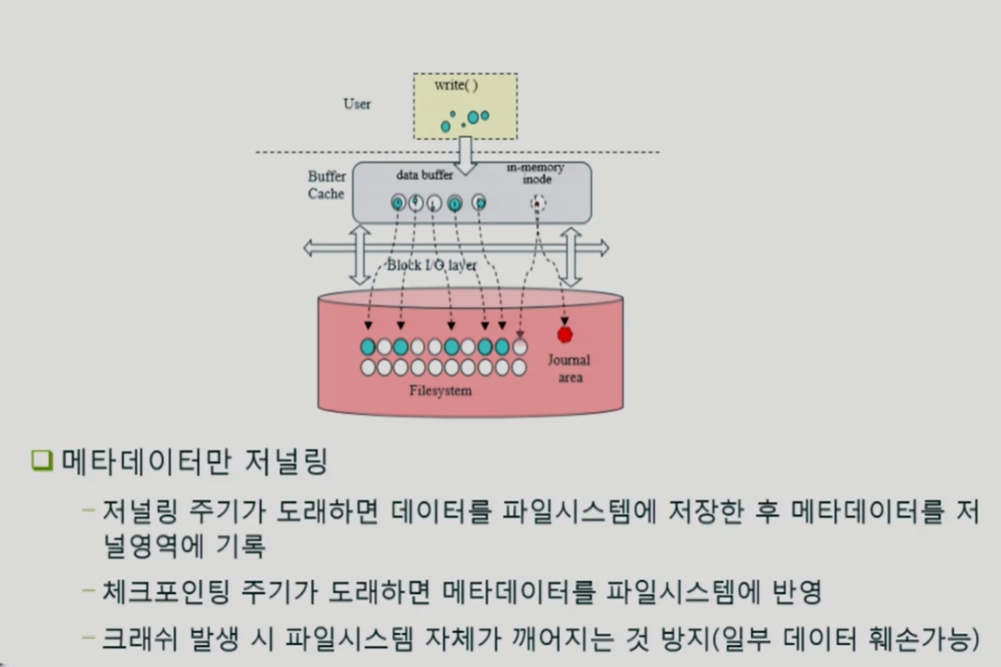 write( )
User
Buffer
Cache
data buffer
in-memory
inode
Block I/O layer
Journal
area
Filesystem
메타데이터만 저널링
– 저널링 주기가 도래하면 데이터를 파일시스템에 저장한 후 메타데이터를 저
널영역에 기록
– 체크포인팅 주기가 도래하면 메타데이터를 파일시스템에 반영
– 크래쉬 발생 시 파일시스템 자체가 깨어지는 것 방지(일부 데이터 훼손가능)